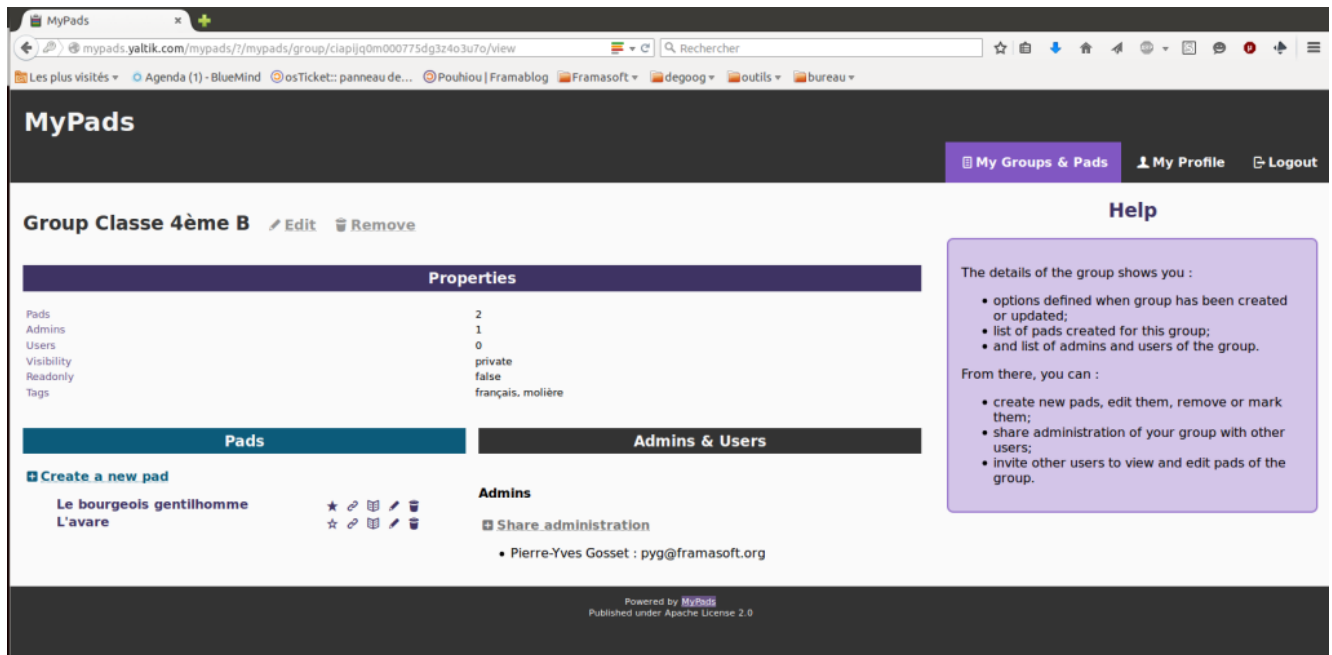 MyPads
mypads.yaltik.com/mypads/?/mypads/group/ciapijq0m000775dg3z4o3u7o/view
Rechercher
Les plus visités
Agenda (1) - BlueMind
osTicket:: panneau de...
Pouhiou | Framablog
Framasoft
degoog
outils
bureau
MyPads
My Groups & Pads
My Profile
Logout
Group Classe 4ème B
Edit
Remove
Properties
Pads 2
Admins 1
Users 0
Visibility private
Readonly false
Tags français, molière
Pads
Create a new pad
Le bourgeois gentilhomme
L'avare
Admins & Users
Admins
Share administration
• Pierre-Yves Gosset : pyg@framasoft.org
Help
The details of the group shows you :
• options defined when group has been created
or updated;
• list of pads created for this group;
• and list of admins and users of the group.
From there, you can :
• create new pads, edit them, remove or mark
them;
• share administration of your group with other
users;
• invite other users to view and edit pads of the
group.
Powered by MyPads
Published under Apache License 2.0